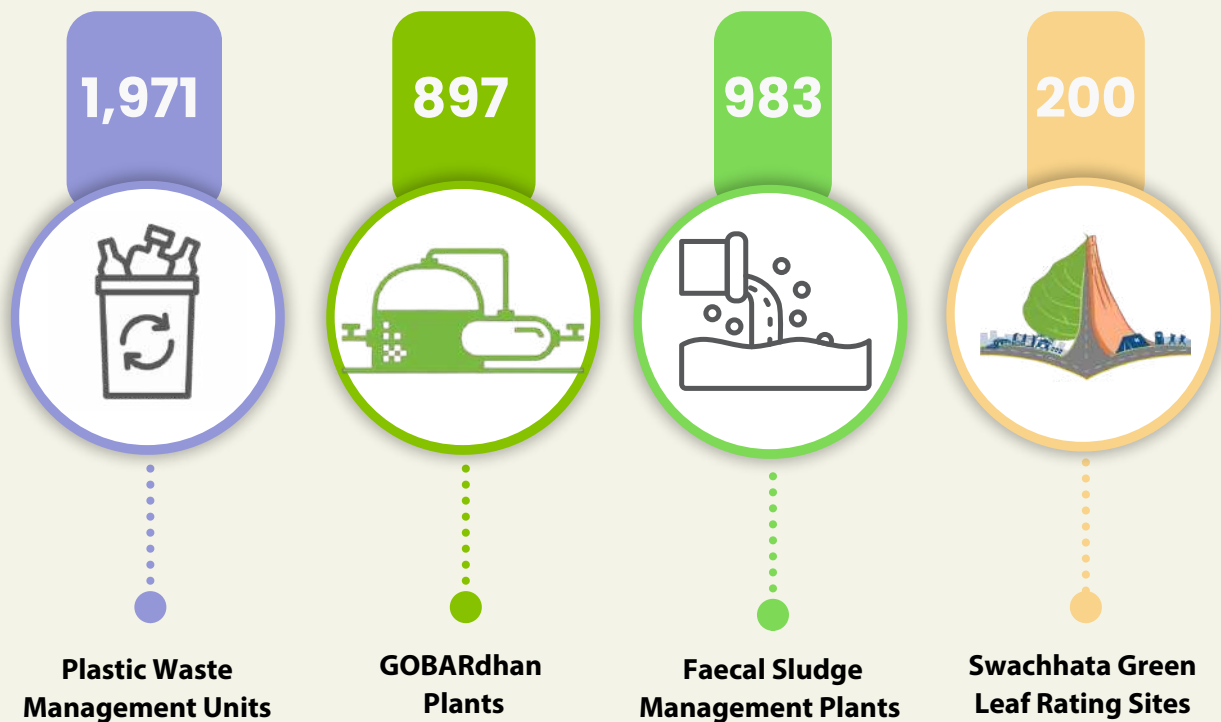 1,971
897
983
200
Plastic Waste
Management Units
GOBARdhan
Plants
Faecal Sludge
Management Plants
Swachhata Green
Leaf Rating Sites